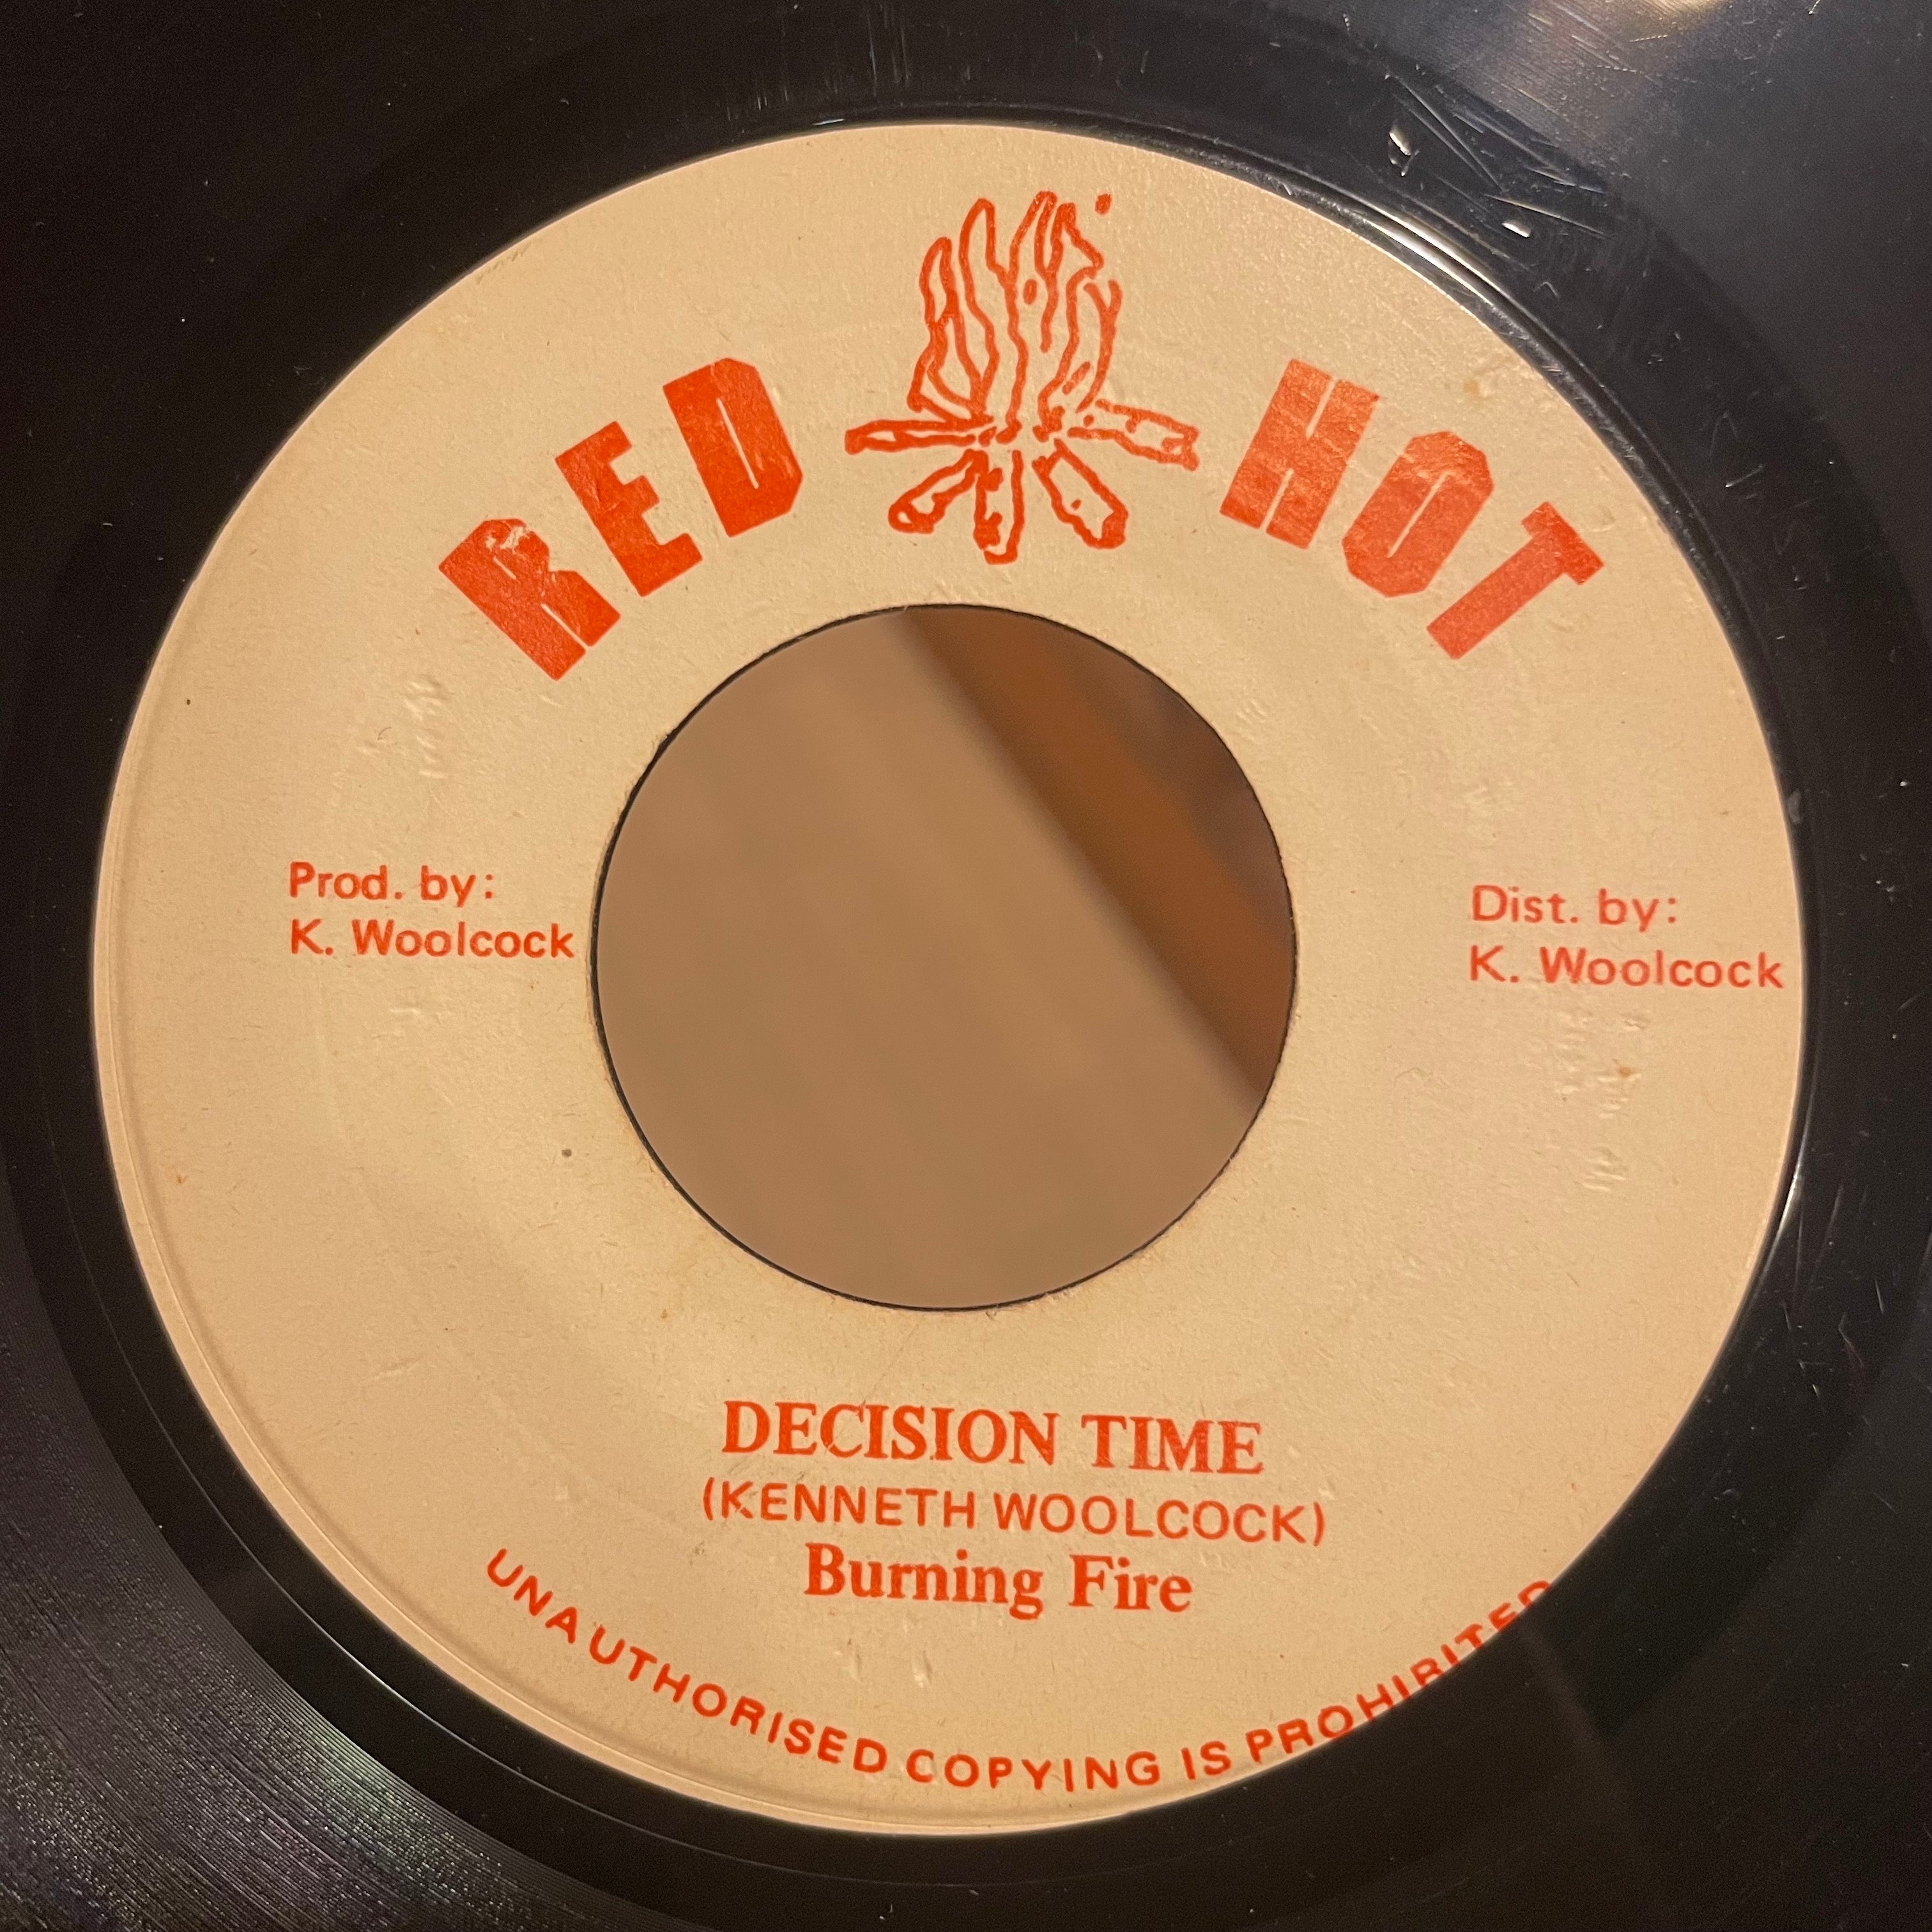 RED HOT
Prod. by:
K. Woolcock
Dist. by:
K. Woolcock
DECISION TIME
(KENNETH WOOLCOCK)
Burning Fire
UNAUTHORISED COPYING IS PROHIBITED